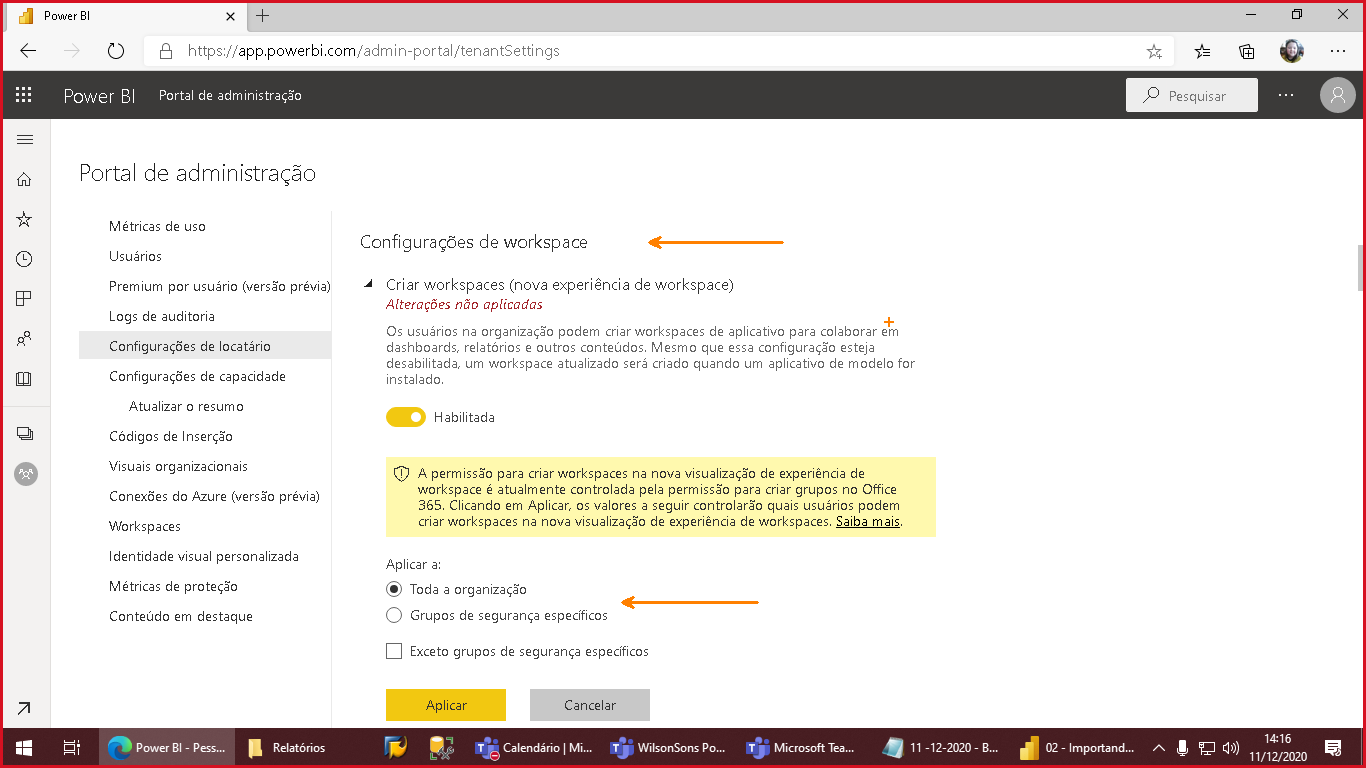 Power BI
https://app.powerbi.com/admin-portal/tenantSettings
Power BI Portal de administração
Pesquisar
Portal de administração
Métricas de uso
Usuários
Premium por usuário (versão prévia)
Logs de auditoria
Configurações de locatário
Configurações de capacidade
Atualizar o resumo
Códigos de Inserção
Visuais organizacionais
Conexões do Azure (versão prévia)
Workspaces
Identidade visual personalizada
Métricas de proteção
Conteúdo em destaque
Configurações de workspace
Criar workspaces (nova experiência de workspace)
Alterações não aplicadas
Os usuários na organização podem criar workspaces de aplicativo para colaborar em
dashboards, relatórios e outros conteúdos. Mesmo que essa configuração esteja
desabilitada, um workspace atualizado será criado quando um aplicativo de modelo for
instalado.
Habilitada
A permissão para criar workspaces na nova visualização de experiência de
workspace é atualmente controlada pela permissão para criar grupos no Office
365. Clicando em Aplicar, os valores a seguir controlarão quais usuários podem
criar workspaces na nova visualização de experiência de workspaces. Saiba mais.
Aplicar a:
Toda a organização
Grupos de segurança específicos
Exceto grupos de segurança específicos
Aplicar Cancelar
Power BI - Pess... Relatórios Calendário | Mi... WilsonSons Po... Microsoft Tea... 11 -12-2020 - B... 02 - Importand... 14:16
11/12/2020